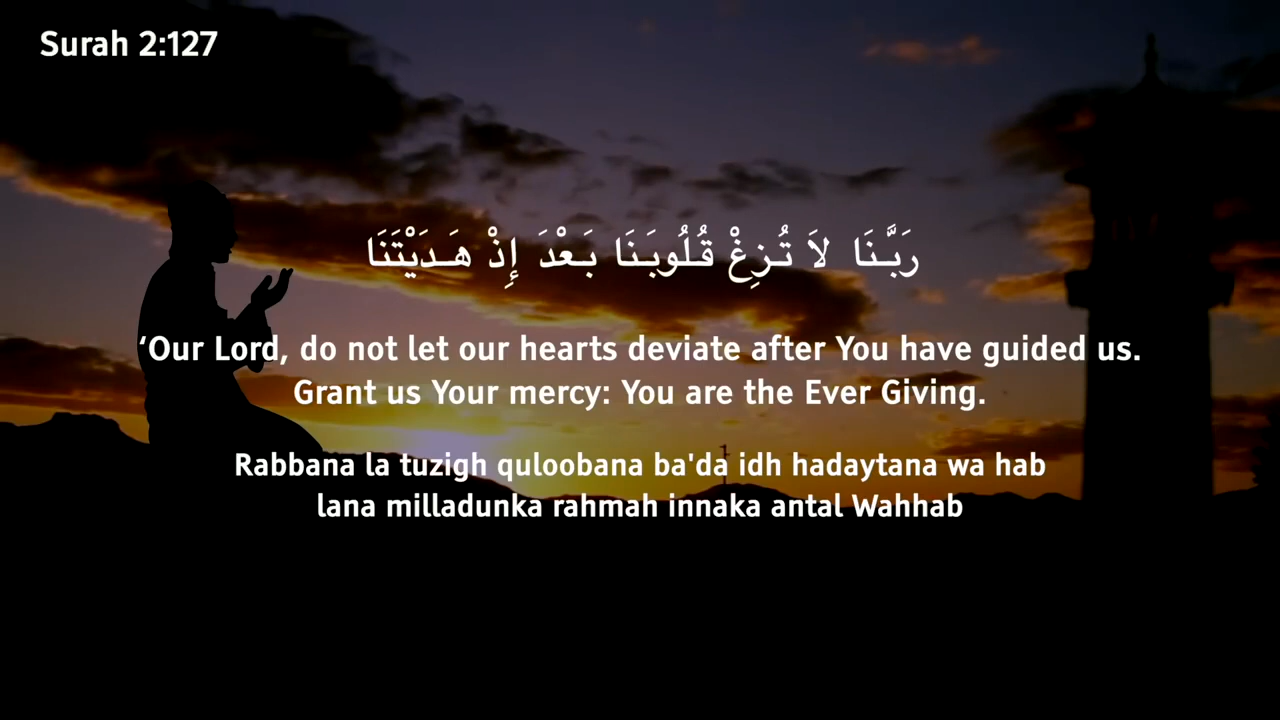 Surah 2:127
رَبَّنَا لاَ تُزِغْ قُلُوبَنَا بَعْدَ إِذْ هَدَيْتَنَا
‘Our Lord, do not let our hearts deviate after You have guided us.
Grant us Your mercy: You are the Ever Giving.
Rabbana la tuzigh quloobana ba'da idh hadaytana wa hab
lana milladunka rahmah innaka antal Wahhab